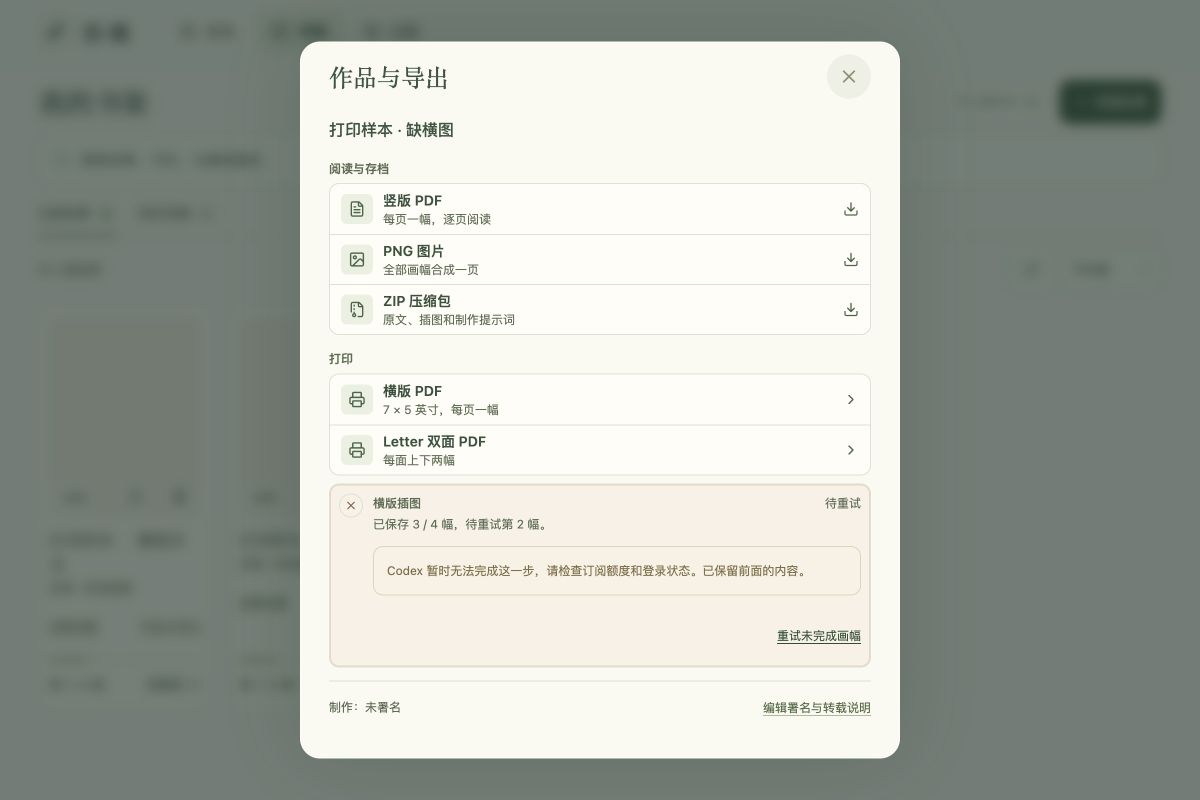 作品与导出
打印样本 · 缺横图
阅读与存档
竖版 PDF
每页一幅，逐页阅读
PNG 图片
全部画幅合成一页
ZIP 压缩包
原文、插图和制作提示词
打印
横版 PDF
7 × 5 英寸，每页一幅
Letter 双面 PDF
每面上下两幅
横版插图 待重试
已保存 3 / 4 幅，待重试第 2 幅。
Codex 暂时无法完成这一步，请检查订阅额度和登录状态。已保留前面的内容。
重试未完成画幅
制作：未署名 编辑署名与转载说明